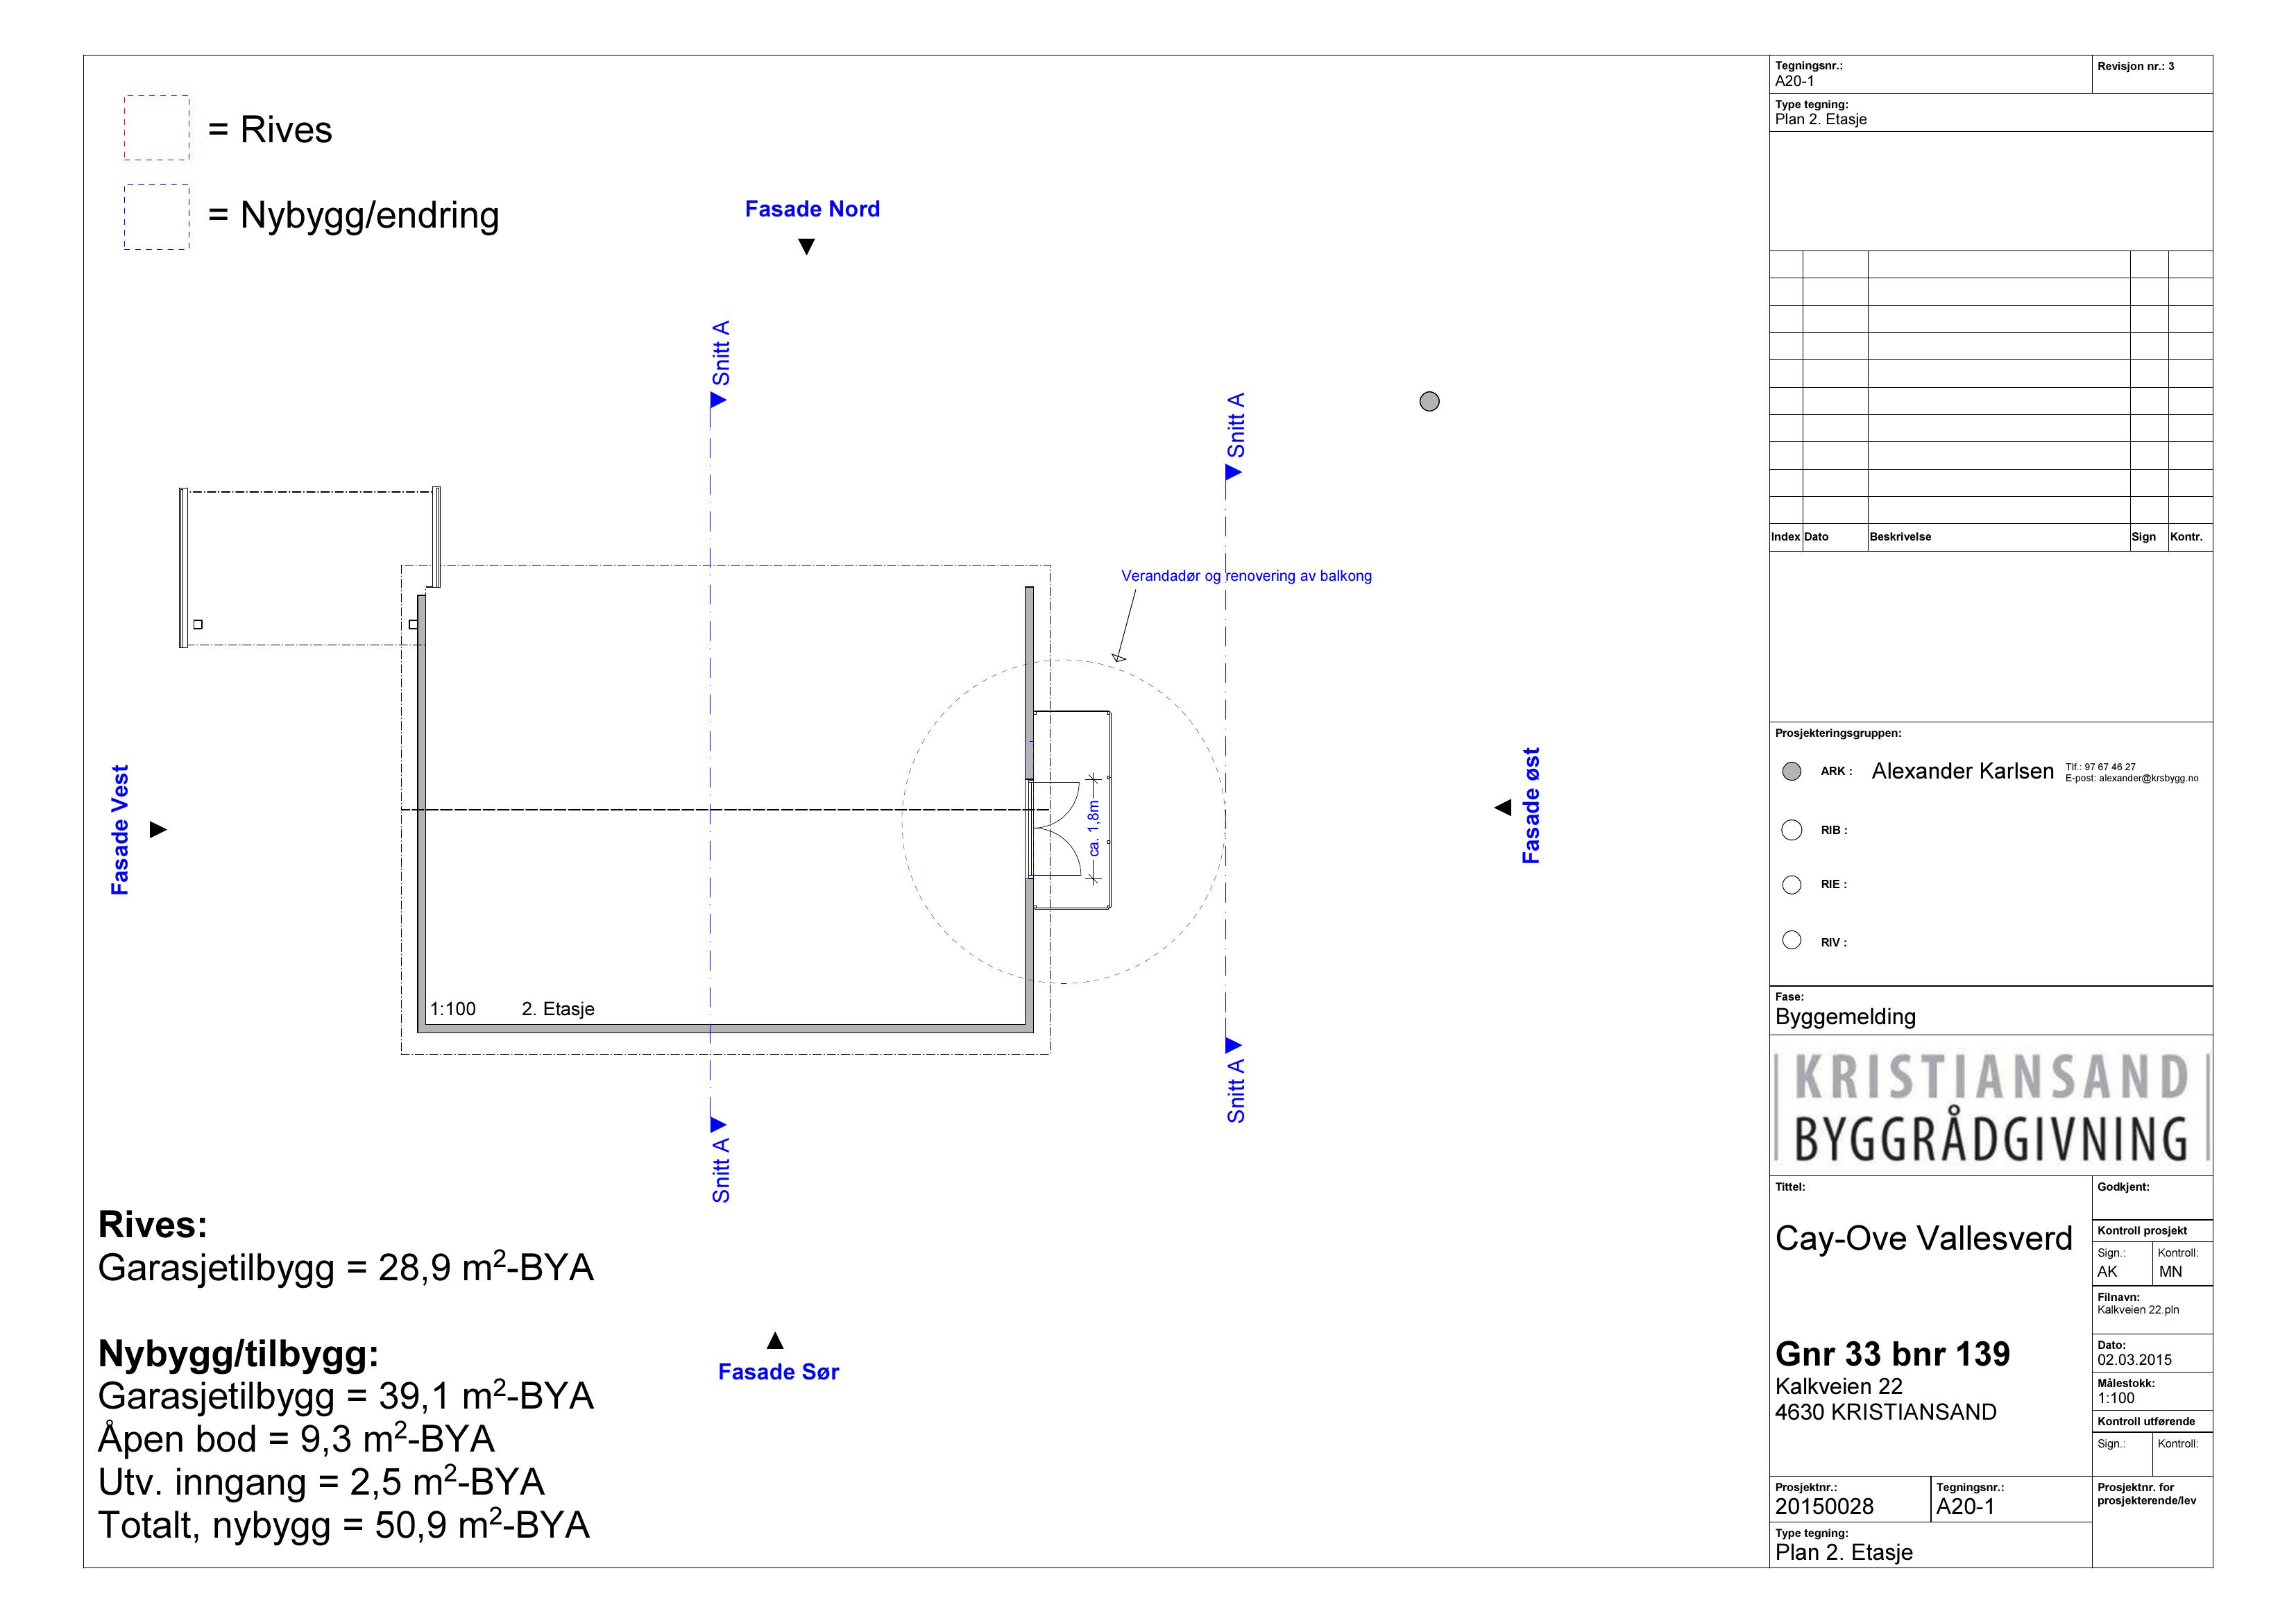 = Rives
= Nybygg/endring
Fasade Nord
Snitt A
Snitt A
Verandadør og renovering av balkong
Fasade Vest
ca. 1,8m
Fasade øst
1:100 2. Etasje
Snitt A
Snitt A
Fasade Sør
Rives:
Garasjetilbygg = 28,9 m²-BYA
Nybygg/tilbygg:
Garasjetilbygg = 39,1 m²-BYA
Åpen bod = 9,3 m²-BYA
Utv. inngang = 2,5 m²-BYA
Totalt, nybygg = 50,9 m²-BYA
Tegningsnr.: Revisjon nr.: 3
A20-1
Type tegning:
Plan 2. Etasje
Index Dato Beskrivelse Sign Kontr.
Prosjekteringsgruppen:
ARK : Alexander Karlsen
Tlf.: 97 67 46 27
E-post: alexander@krsbygg.no
RIB :
RIE :
RIV :
Fase:
Byggemelding
KRISTIANSAND
BYGGRÅDGIVNING
Tittel:
Cay-Ove Vallesverd
Gnr 33 bnr 139
Kalkveien 22
4630 KRISTIANSAND
Godkjent:
Kontroll prosjekt
Sign.: Kontroll:
AK MN
Filnavn:
Kalkveien 22.pln
Dato:
02.03.2015
Målestokk:
1:100
Kontroll utførende
Sign.: Kontroll:
Prosjektnr.: Tegningsnr.:
20150028 A20-1
Prosjektnr. for
prosjekterende/lev
Type tegning:
Plan 2. Etasje